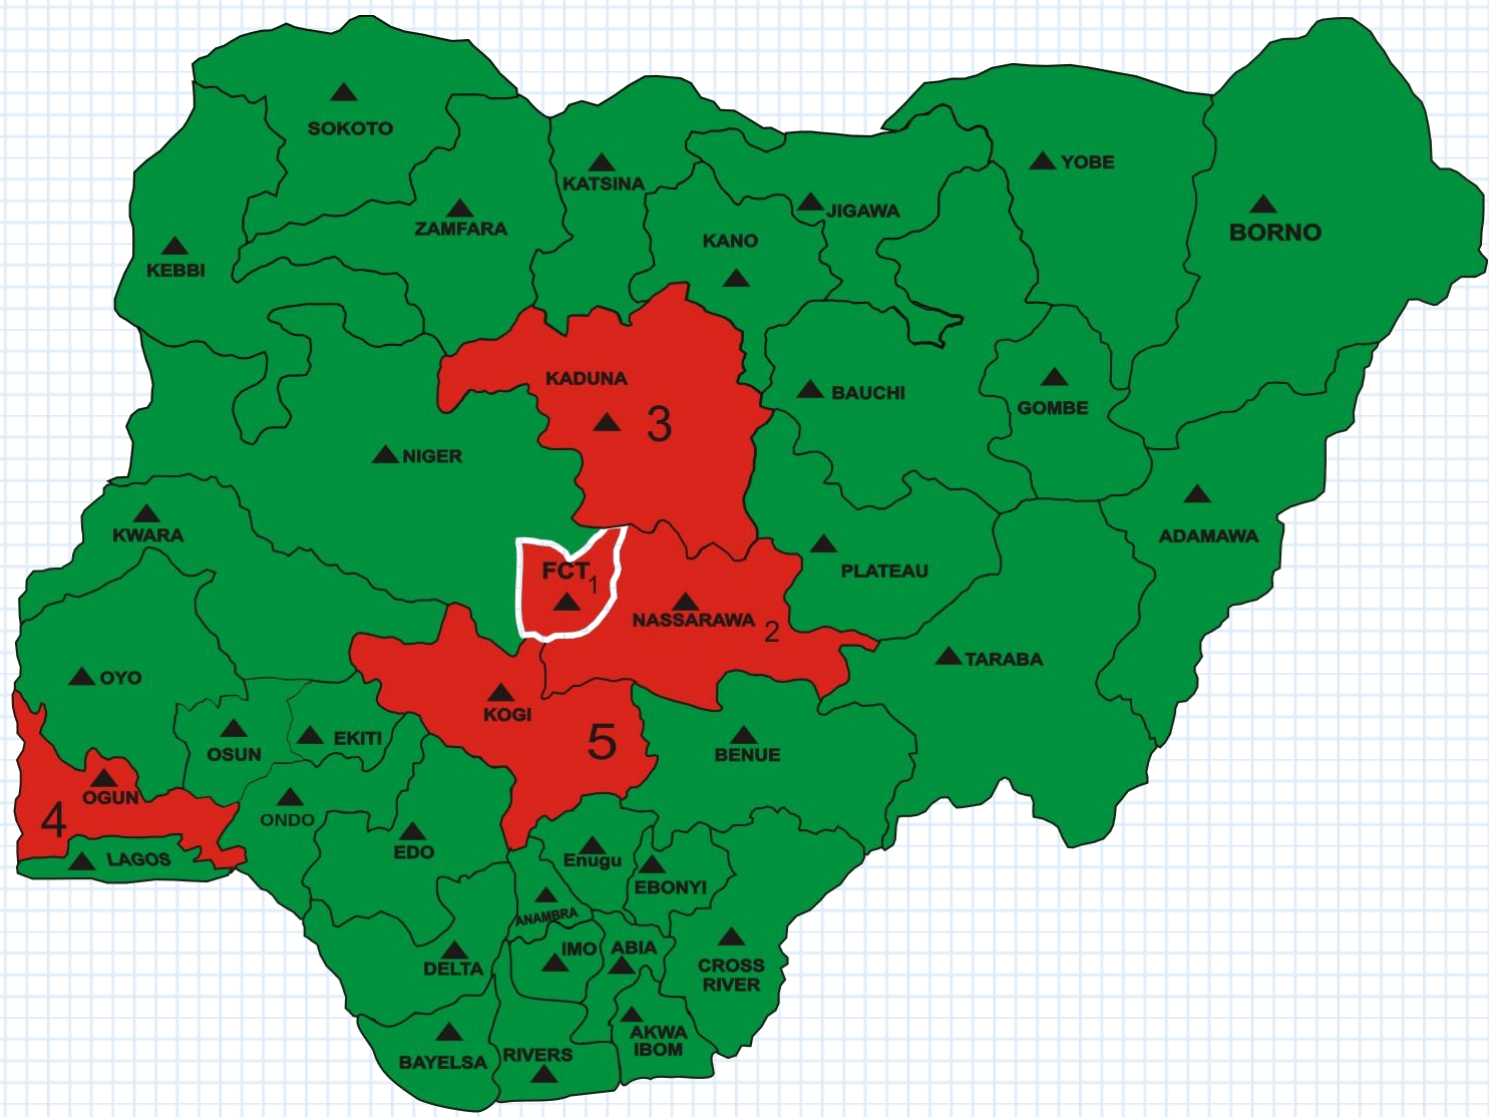 SOKOTO
YOBE
KATSINA
JIGAWA
ZAMFARA
BORNO
KANO
KEBBI
KADUNA
3
BAUCHI
GOMBE
NIGER
KWARA
ADAMAWA
FCT
1
PLATEAU
NASSARAWA
2
TARABA
OYO
KOGI
5
OSUN
EKITI
BENUE
OGUN
4
ONDO
EDO
LAGOS
Enugu
EBONYI
ANAMBRA
IMO
ABIA
DELTA
CROSS
RIVER
AKWA
IBOM
BAYELSA
RIVERS